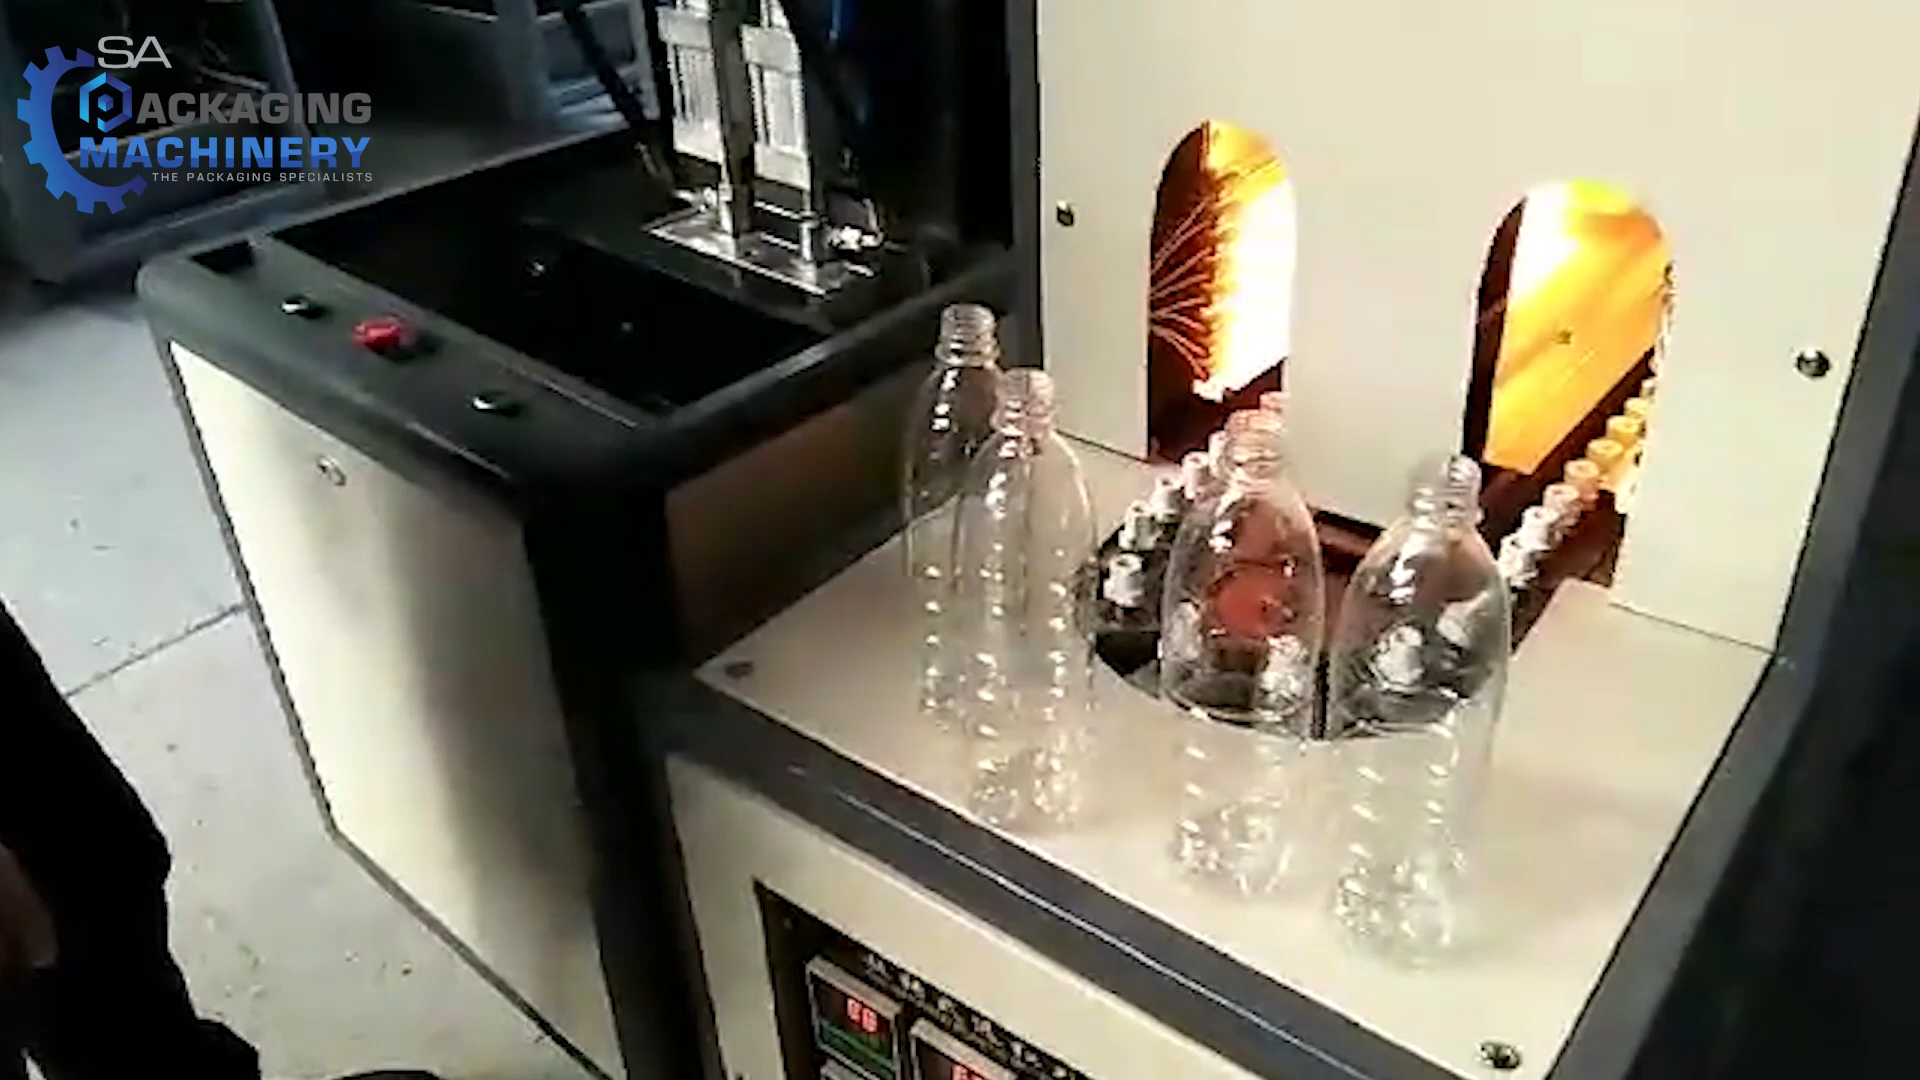 SA
PACKAGING
MACHINERY
THE PACKAGING SPECIALISTS